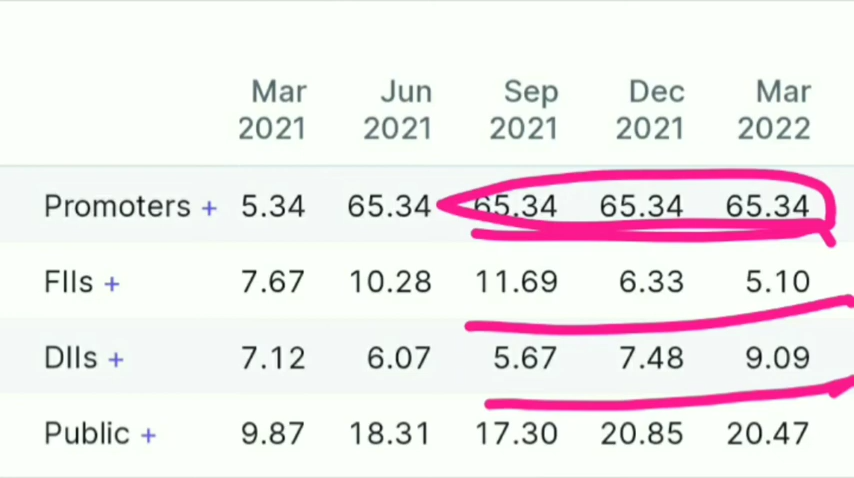 Mar Jun Sep Dec Mar
2021 2021 2021 2021 2022
Promoters + 5.34 65.34 65.34 65.34 65.34
FIIs + 7.67 10.28 11.69 6.33 5.10
DIIs + 7.12 6.07 5.67 7.48 9.09
Public + 9.87 18.31 17.30 20.85 20.47